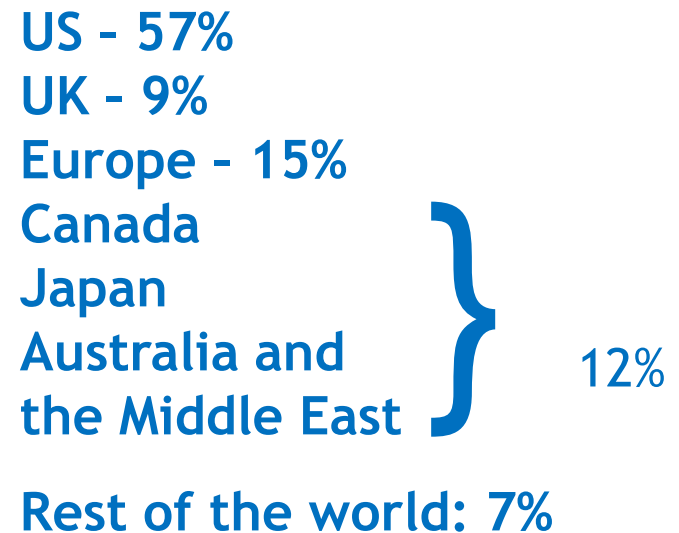 US – 57%
UK – 9%
Europe – 15%
Canada
Japan
Australia and
the Middle East
12%
Rest of the world: 7%